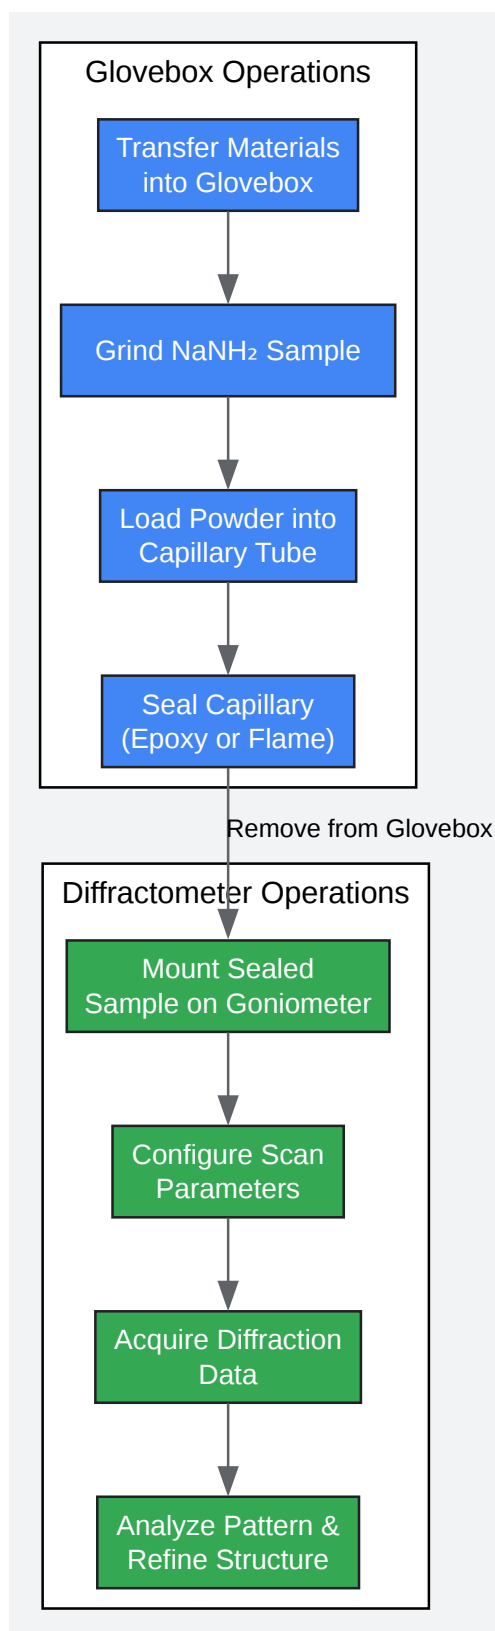 Glovebox Operations
Transfer Materials
into Glovebox
Grind NaNH₂ Sample
Load Powder into
Capillary Tube
Seal Capillary
(Epoxy or Flame)
Remove from Glovebox
Diffractometer Operations
Mount Sealed
Sample on Goniometer
Configure Scan
Parameters
Acquire Diffraction
Data
Analyze Pattern &
Refine Structure